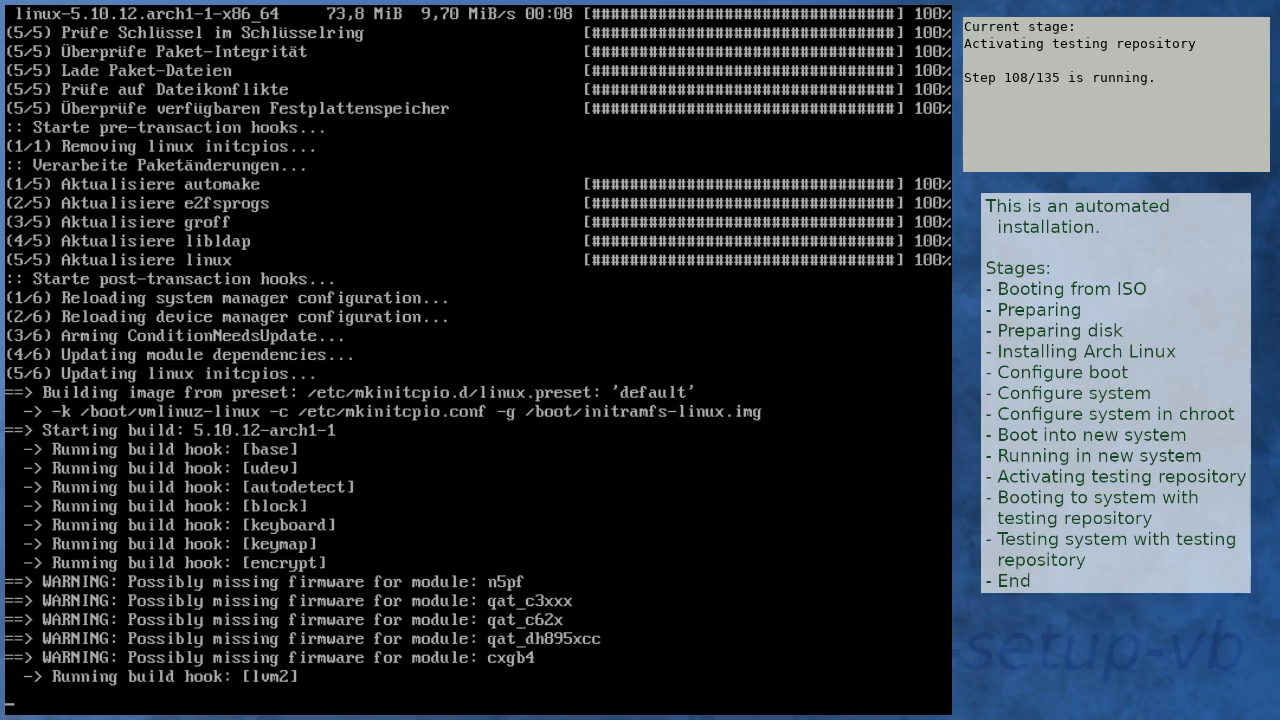 linux-5.10.12.arch1-1-x86_64     73,8 MiB  9,70 MiB/s 00:08 [################################] 100%
(5/5) Prüfe Schlüssel im Schlüsselring [################################] 100%
(5/5) Überprüfe Paket-Integrität [################################] 100%
(5/5) Lade Paket-Dateien [################################] 100%
(5/5) Prüfe auf Dateikonflikte [################################] 100%
(5/5) Überprüfe verfügbaren Festplattenspeicher [################################] 100%
:: Starte pre-transaction hooks...
(1/1) Removing linux initcpios...
:: Verarbeite Paketänderungen...
(1/5) Aktualisiere automake [################################] 100%
(2/5) Aktualisiere e2fsprogs [################################] 100%
(3/5) Aktualisiere groff [################################] 100%
(4/5) Aktualisiere libldap [################################] 100%
(5/5) Aktualisiere linux [################################] 100%
:: Starte post-transaction hooks...
(1/6) Reloading system manager configuration...
(2/6) Reloading device manager configuration...
(3/6) Arming ConditionNeedsUpdate...
(4/6) Updating module dependencies...
(5/6) Updating linux initcpios...
==> Building image from preset: /etc/mkinitcpio.d/linux.preset: 'default'
  -> -k /boot/vmlinuz-linux -c /etc/mkinitcpio.conf -g /boot/initramfs-linux.img
==> Starting build: 5.10.12-arch1-1
  -> Running build hook: [base]
  -> Running build hook: [udev]
  -> Running build hook: [autodetect]
  -> Running build hook: [block]
  -> Running build hook: [keyboard]
  -> Running build hook: [keymap]
  -> Running build hook: [encrypt]
==> WARNING: Possibly missing firmware for module: n5pf
==> WARNING: Possibly missing firmware for module: qat_c3xxx
==> WARNING: Possibly missing firmware for module: qat_c62x
==> WARNING: Possibly missing firmware for module: qat_dh895xcc
==> WARNING: Possibly missing firmware for module: cxgb4
  -> Running build hook: [lvm2]
_
Current stage:
Activating testing repository
Step 108/135 is running.
This is an automated
installation.
Stages:
- Booting from ISO
- Preparing
- Preparing disk
- Installing Arch Linux
- Configure boot
- Configure system
- Configure system in chroot
- Boot into new system
- Running in new system
- Activating testing repository
- Booting to system with
testing repository
- Testing system with testing
repository
- End
-setup-vb